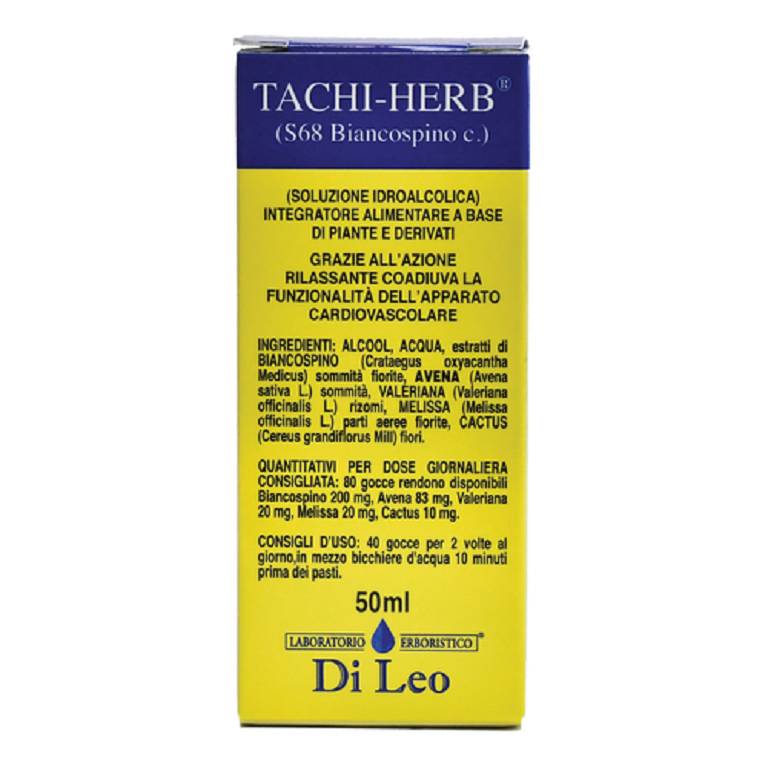 TACHI-HERB®
(S68 Biancospino c.)
(SOLUZIONE IDROALCOLICA)
INTEGRATORE ALIMENTARE A BASE
DI PIANTE E DERIVATI
GRAZIE ALL'AZIONE
RILASSANTE COADIUVA LA
FUNZIONALITÀ DELL'APPARATO
CARDIOVASCOLARE
INGREDIENTI: ALCOOL, ACQUA, estratti di
BIANCOSPINO (Crataegus oxyacantha
Medicus) sommità fiorite, AVENA (Avena
sativa L.) sommità, VALERIANA (Valeriana
officinalis L.) rizomi, MELISSA (Melissa
officinalis L.) parti aeree fiorite, CACTUS
(Cereus grandiflorus Mill) fiori.
QUANTITATIVI PER DOSE GIORNALIERA
CONSIGLIATA: 80 gocce rendono disponibili
Biancospino 200 mg, Avena 83 mg, Valeriana
20 mg, Melissa 20 mg, Cactus 10 mg.
CONSIGLI D'USO: 40 gocce per 2 volte al
giorno,in mezzo bicchiere d'acqua 10 minuti
prima dei pasti.
50ml
LABORATORIO ERBORISTICO®
Di Leo